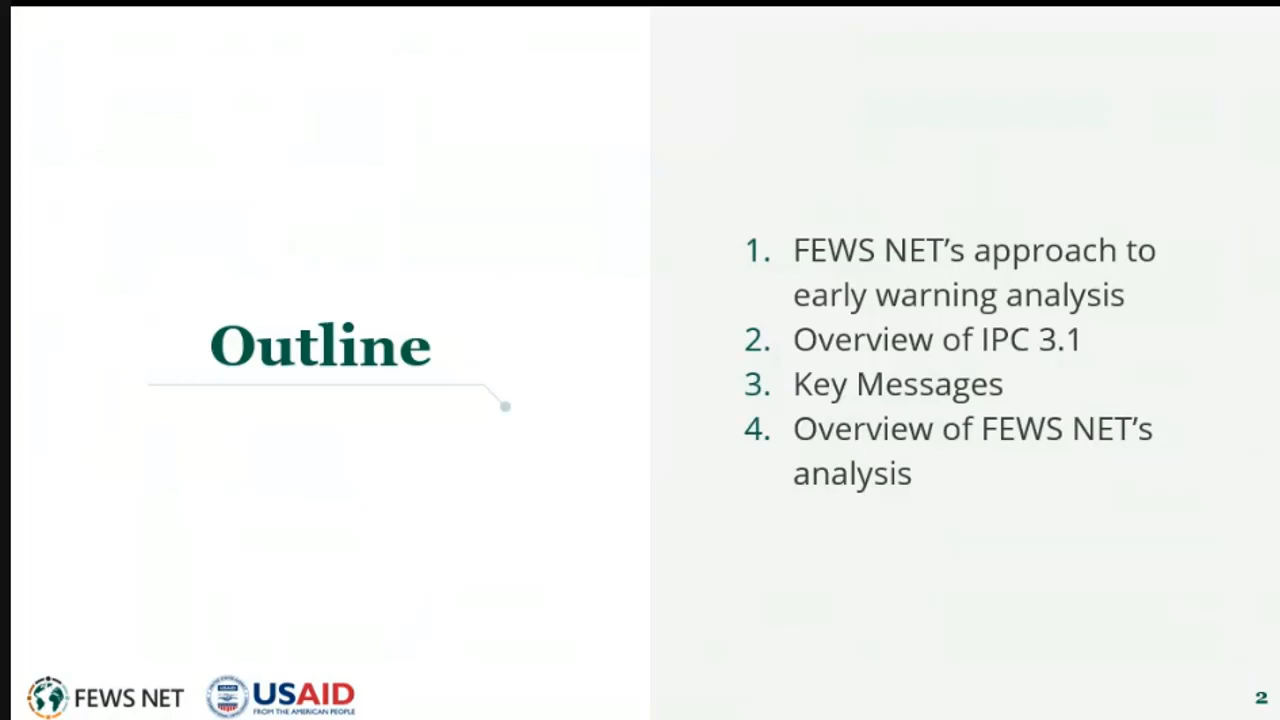 Outline
1. FEWS NET’s approach to
early warning analysis
2. Overview of IPC 3.1
3. Key Messages
4. Overview of FEWS NET’s
analysis
FEWS NET
USAID
FROM THE AMERICAN PEOPLE
2